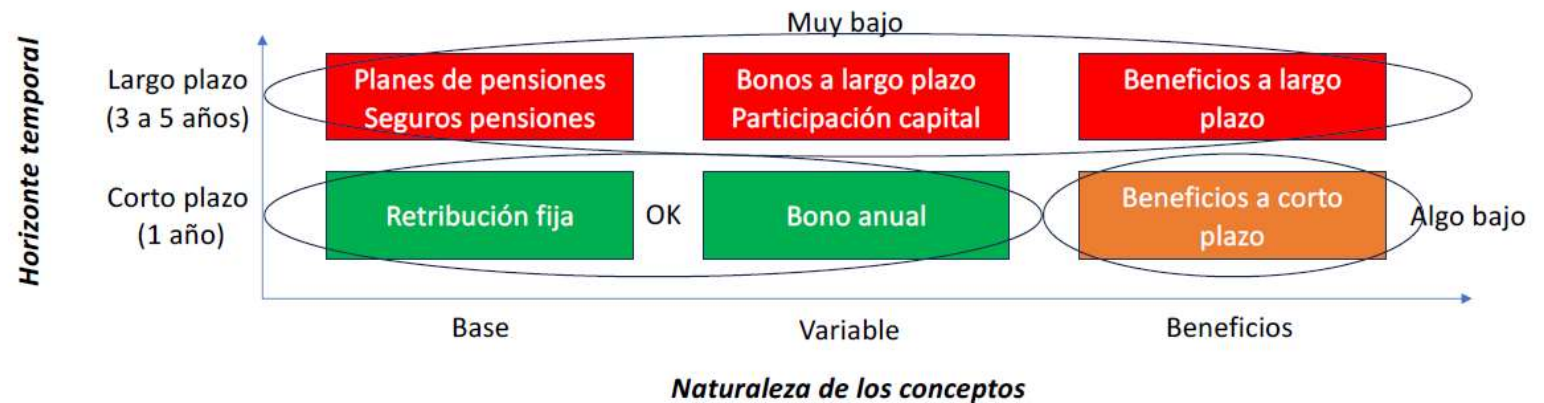 Muy bajo
Horizonte temporal
Largo plazo
(3 a 5 años)
Planes de pensiones
Seguros pensiones
Bonos a largo plazo
Participación capital
Beneficios a largo
plazo
Corto plazo
(1 año)
Retribución fija
OK
Bono anual
Beneficios a corto
plazo
Algo bajo
Base
Variable
Beneficios
Naturaleza de los conceptos